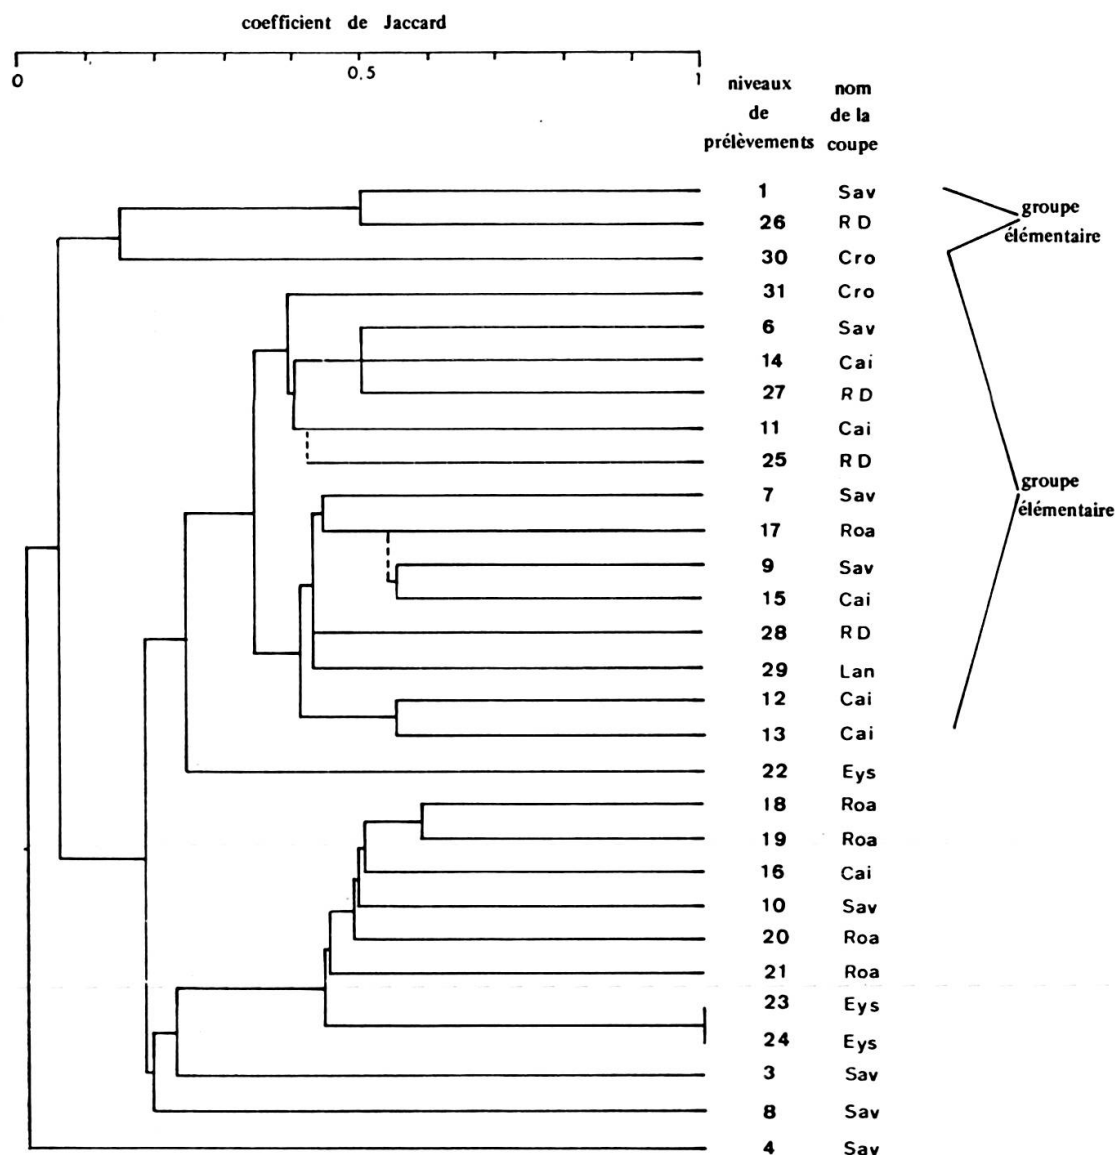 coefficient de Jaccard
0 0.5 1
niveaux nom
de de la
prélèvements coupe
1 Sav
groupe
26 RD
élémentaire
30 Cro
31 Cro
6 Sav
14 Cai
27 RD
11 Cai
25 RD
groupe
7 Sav
élémentaire
17 Roa
9 Sav
15 Cai
28 RD
29 Lan
12 Cai
13 Cai
22 Eys
18 Roa
19 Roa
16 Cai
10 Sav
20 Roa
21 Roa
23 Eys
24 Eys
3 Sav
8 Sav
4 Sav